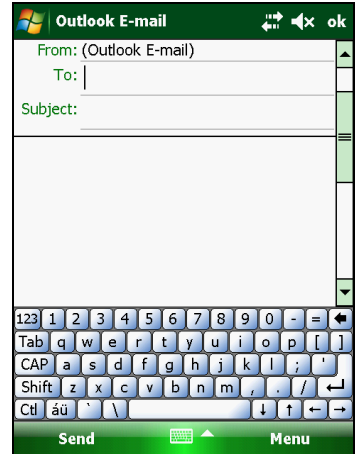 Outlook E-mail ok
From: (Outlook E-mail)
To:
Subject:
123 1 2 3 4 5 6 7 8 9 0 - =
Tab q w e r t y u i o p [ ]
CAP a s d f g h j k l ; '
Shift z x c v b n m , . /
Ctl áü ` \ ↓ ↑ ← →
Send Menu